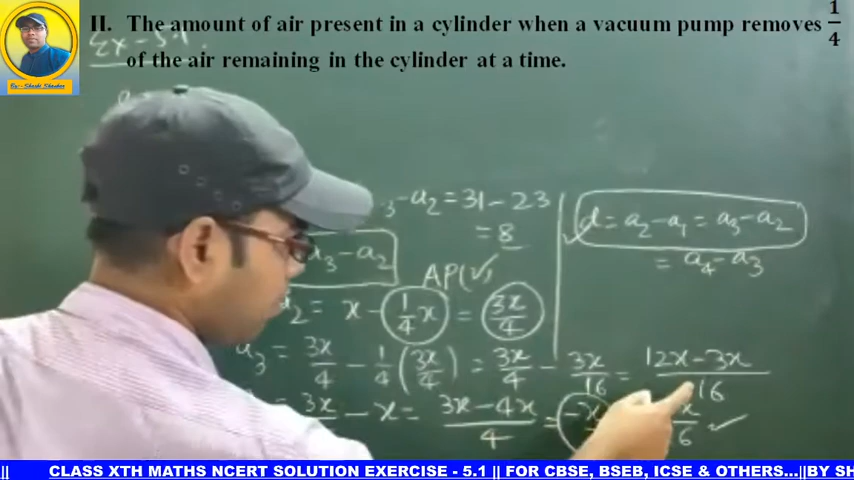 II. The amount of air present in a cylinder when a vacuum pump removes 1/4
of the air remaining in the cylinder at a time.
Ex - 5.1
By:- Shashi Shankar
- a₂ = 31 - 23
= 8
a₃ - a₂
AP(✓)
d = a₂ - a₁ = a₃ - a₂
= a₄ - a₃
a₂ = x - 1/4 x = 3x/4
a₃ = 3x/4 - 1/4 (3x/4) = 3x/4 - 3x/16 = 12x - 3x/16
= 3x/ - x = 3x - 4x/4 = -x
x/6 ✓
|| CLASS XTH MATHS NCERT SOLUTION EXERCISE - 5.1 || FOR CBSE, BSEB, ICSE & OTHERS...||BY SH